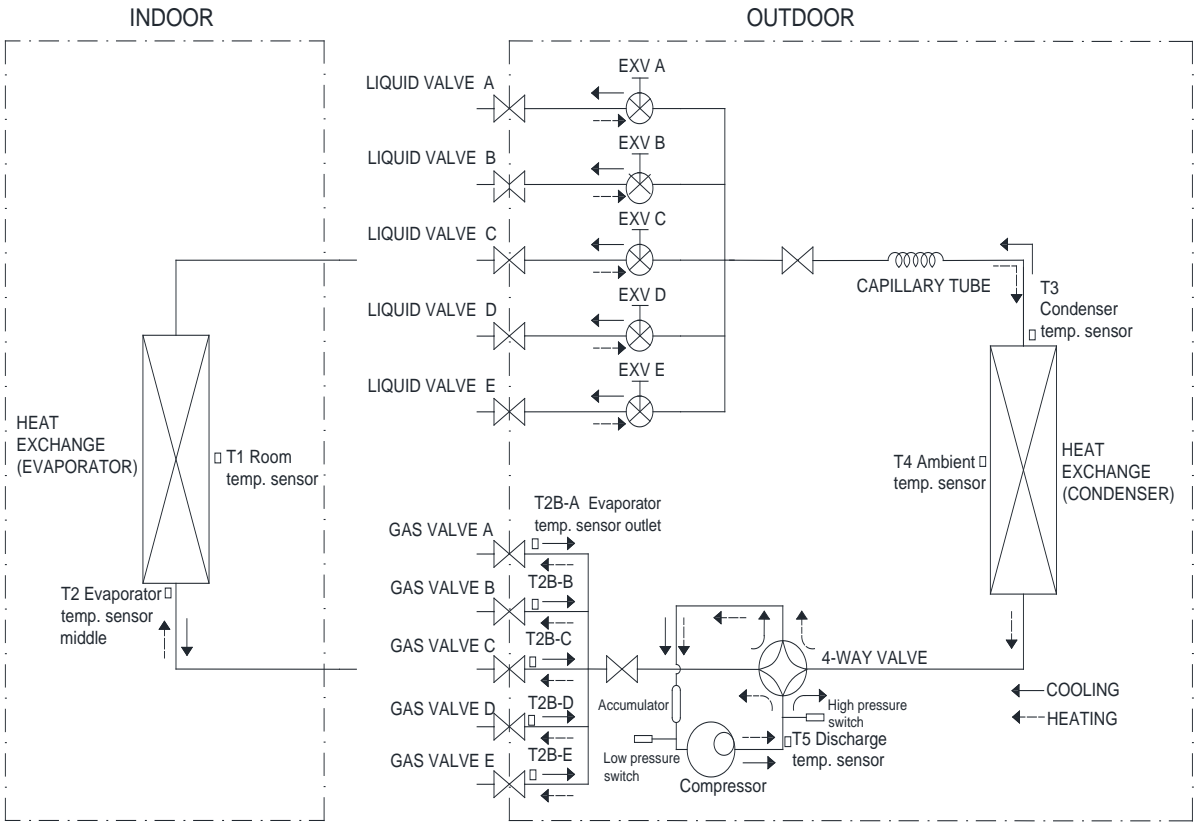 INDOOR
OUTDOOR
LIQUID VALVE A
EXV A
LIQUID VALVE B
EXV B
LIQUID VALVE C
EXV C
LIQUID VALVE D
EXV D
LIQUID VALVE E
EXV E
CAPILLARY TUBE
T3
Condenser
temp. sensor
HEAT
EXCHANGE
(EVAPORATOR)
T1 Room
temp. sensor
T4 Ambient
temp. sensor
HEAT
EXCHANGE
(CONDENSER)
T2 Evaporator
temp. sensor
middle
T2B-A Evaporator
temp. sensor outlet
GAS VALVE A
GAS VALVE B
T2B-B
GAS VALVE C
T2B-C
GAS VALVE D
T2B-D
GAS VALVE E
T2B-E
4-WAY VALVE
Accumulator
High pressure
switch
Low pressure
switch
T5 Discharge
temp. sensor
Compressor
COOLING
HEATING